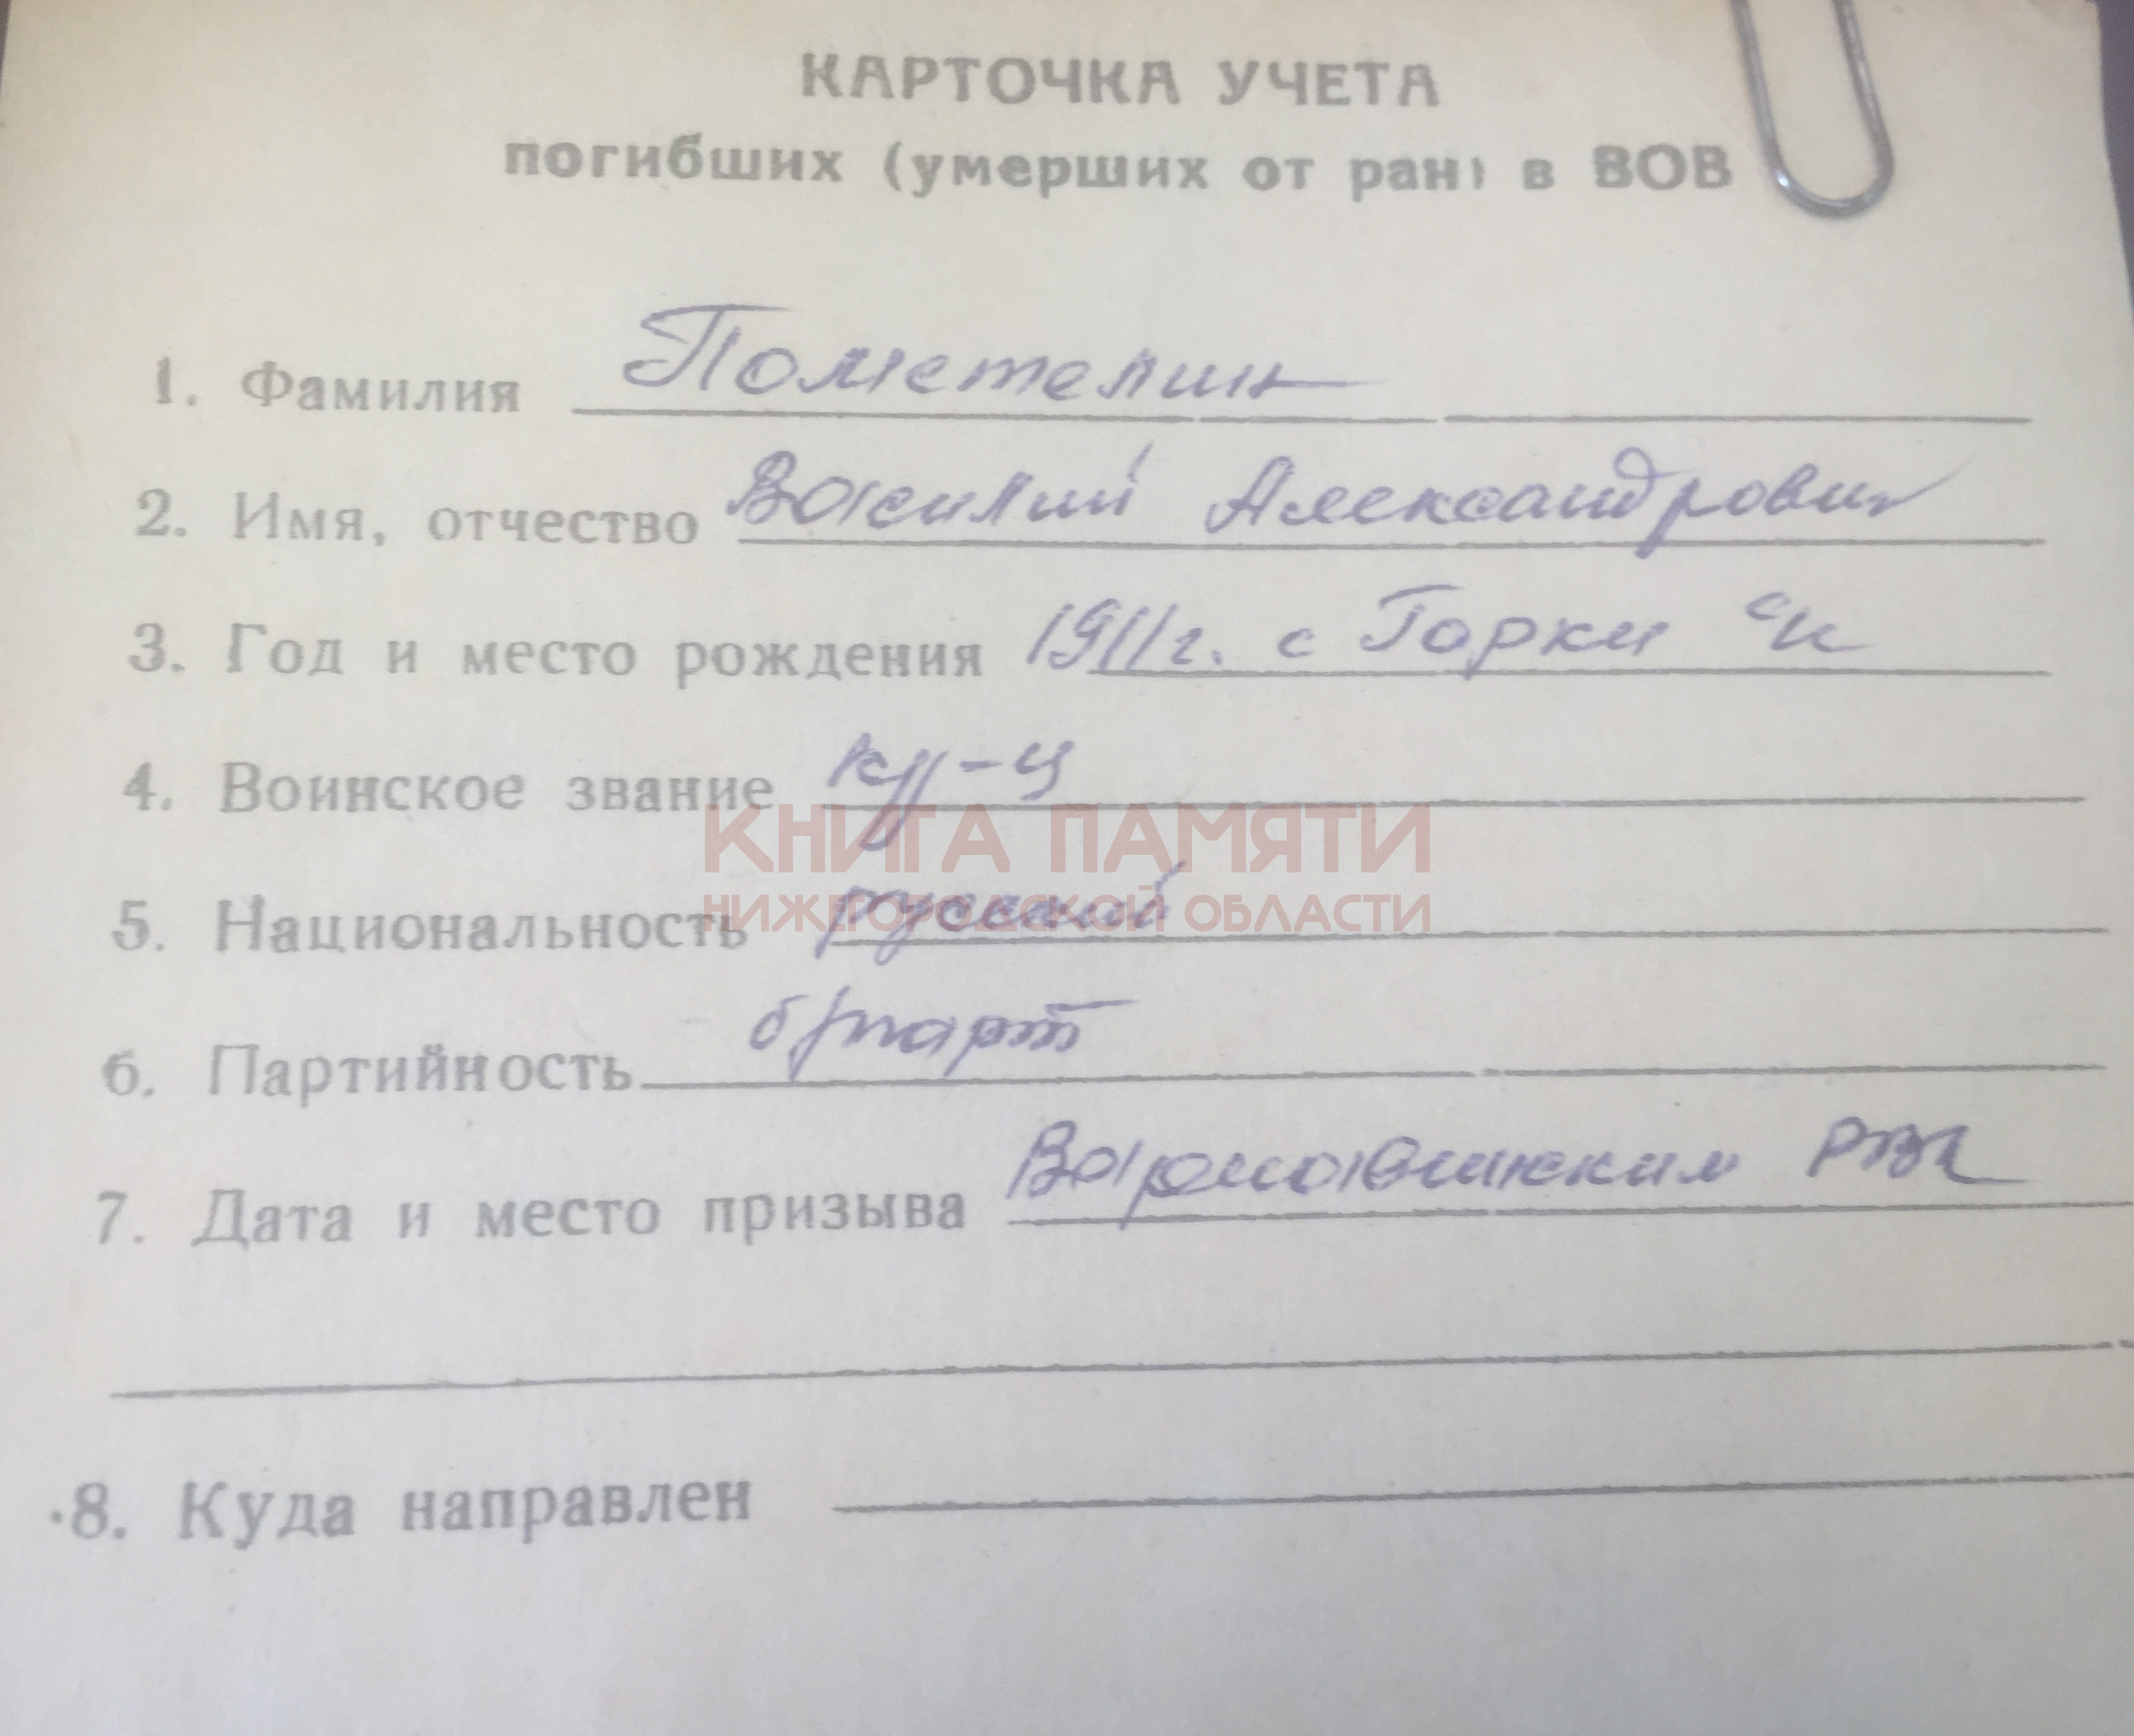 КАРТОЧКА УЧЕТА
погибших (умерших от ран) в ВОВ
1. Фамилия Пометелин
2. Имя, отчество Василий Александрович
3. Год и место рождения 1911г. с Горки
4. Воинское звание
КНИГА ПАМЯТИ
5. Национальность русский
НИЖЕГОРОДСКОЙ ОБЛАСТИ
6. Партийность б/парт
7. Дата и место призыва Ворошиловским РВК
8. Куда направлен